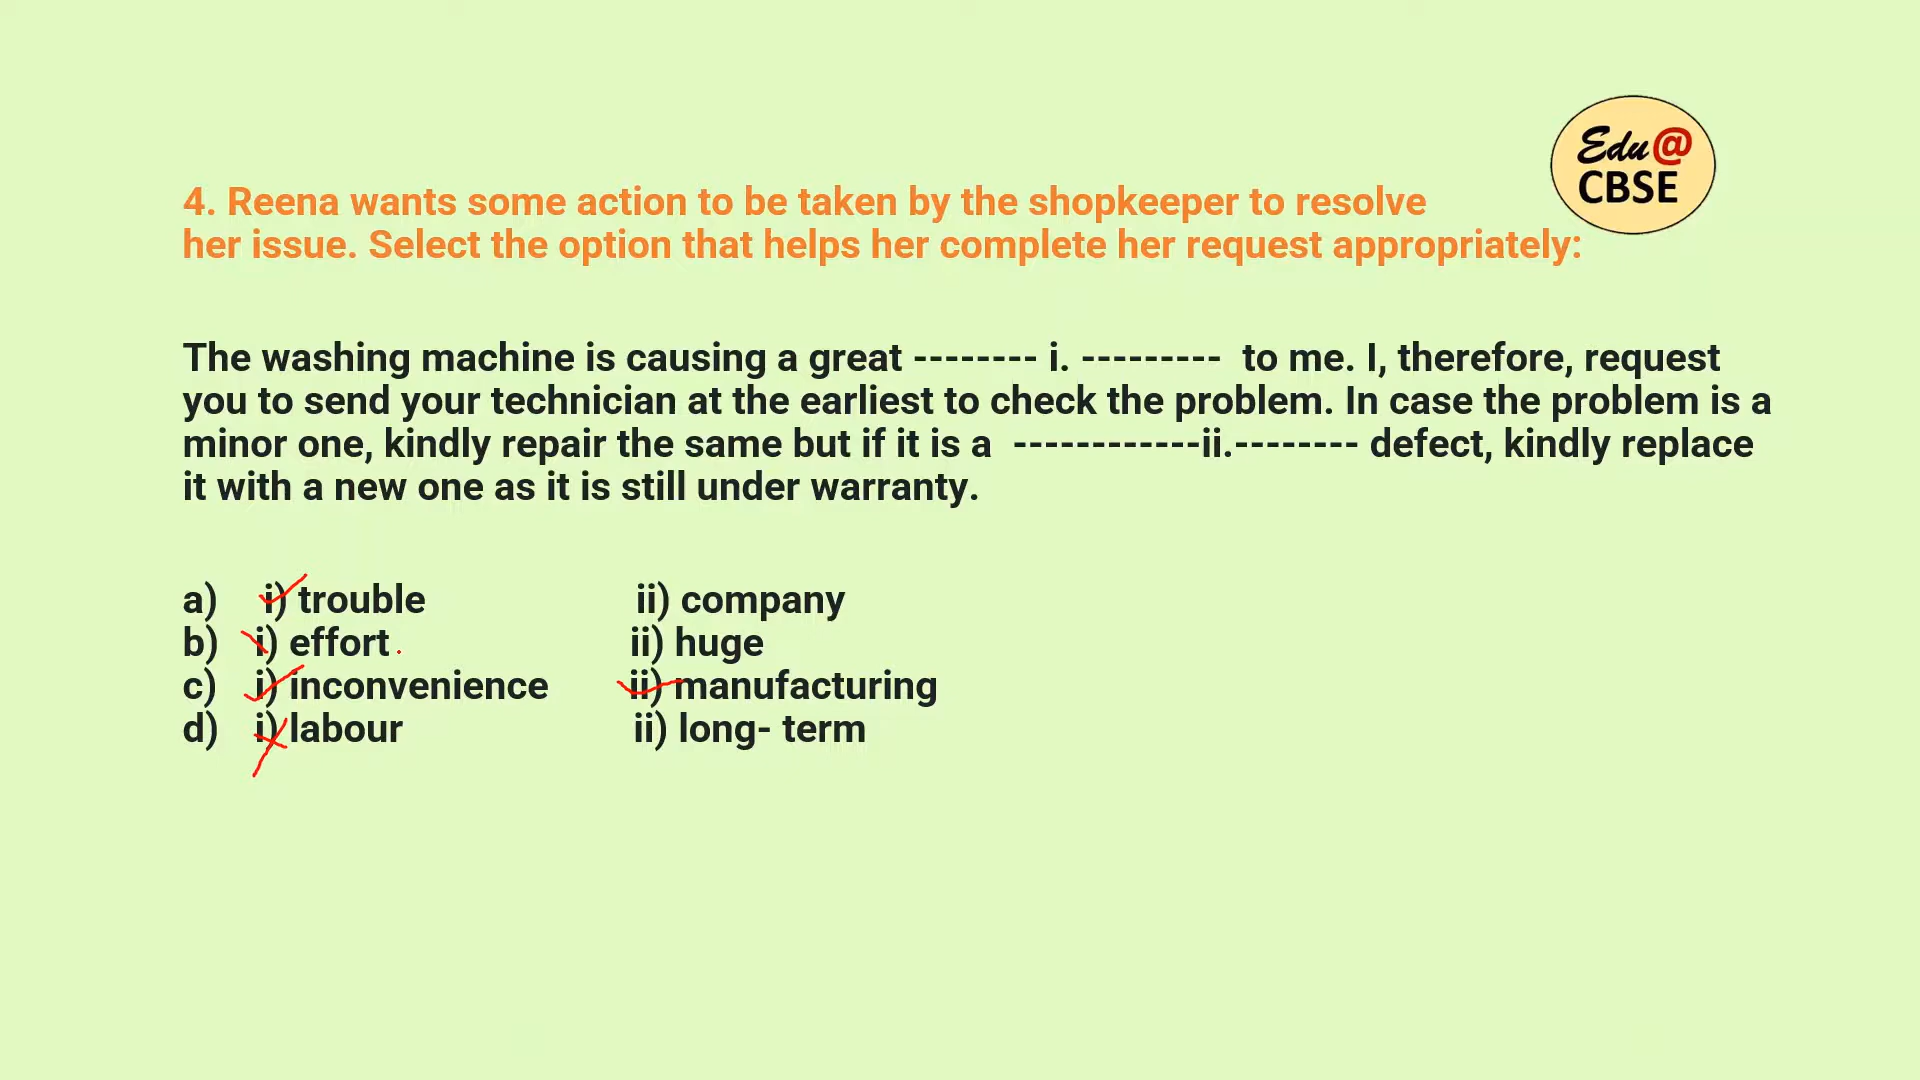 Edu@
CBSE
4. Reena wants some action to be taken by the shopkeeper to resolve
her issue. Select the option that helps her complete her request appropriately:
The washing machine is causing a great -------- i. --------- to me. I, therefore, request
you to send your technician at the earliest to check the problem. In case the problem is a
minor one, kindly repair the same but if it is a ------------ii.-------- defect, kindly replace
it with a new one as it is still under warranty.
a) i) trouble ii) company
b) i) effort ii) huge
c) i) inconvenience ii) manufacturing
d) i) labour ii) long- term